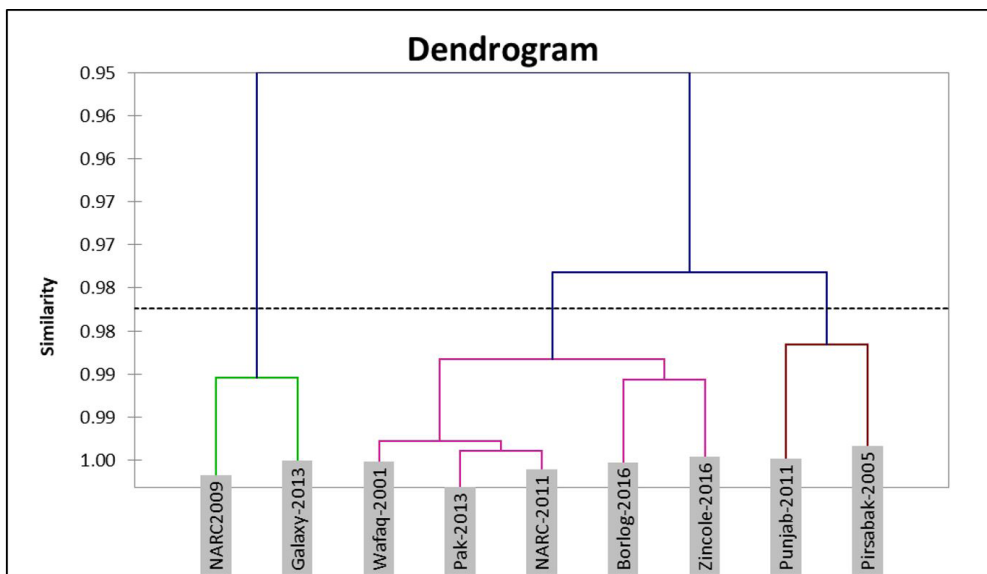 Dendrogram
Similarity
0.95
0.96
0.96
0.97
0.97
0.98
0.98
0.99
0.99
1.00
NARC2009
Galaxy-2013
Wafaq-2001
Pak-2013
NARC-2011
Borlog-2016
Zincole-2016
Punjab-2011
Pirsabak-2005